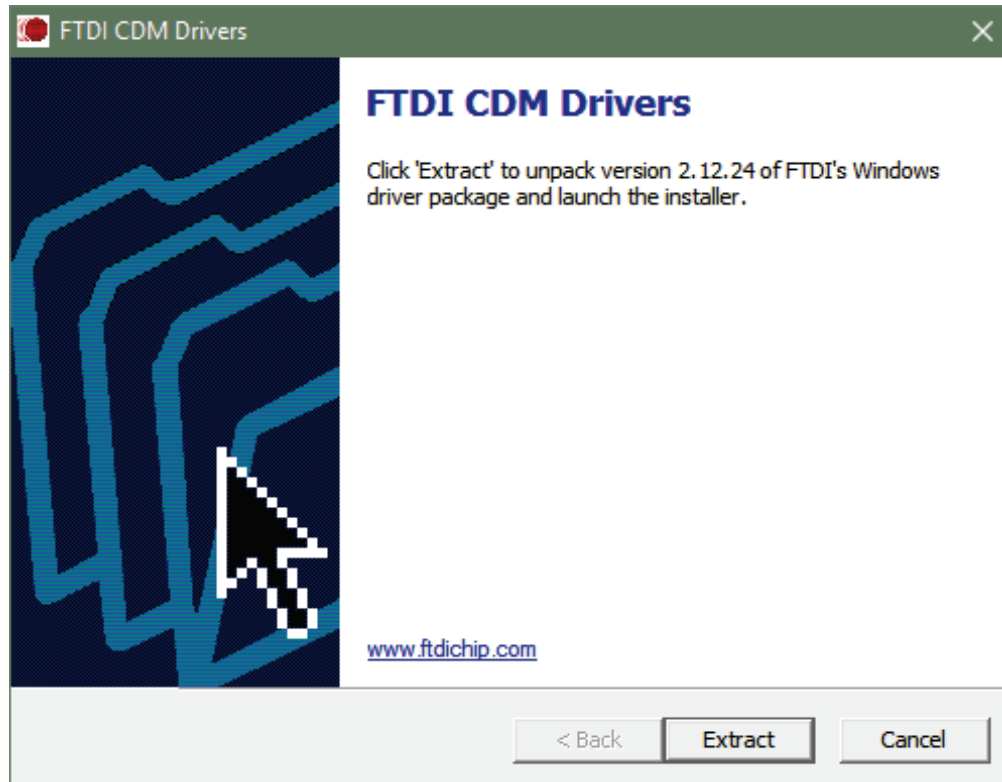 FTDI CDM Drivers
FTDI CDM Drivers
Click 'Extract' to unpack version 2.12.24 of FTDI's Windows
driver package and launch the installer.
www.ftdichip.com
< Back
Extract
Cancel